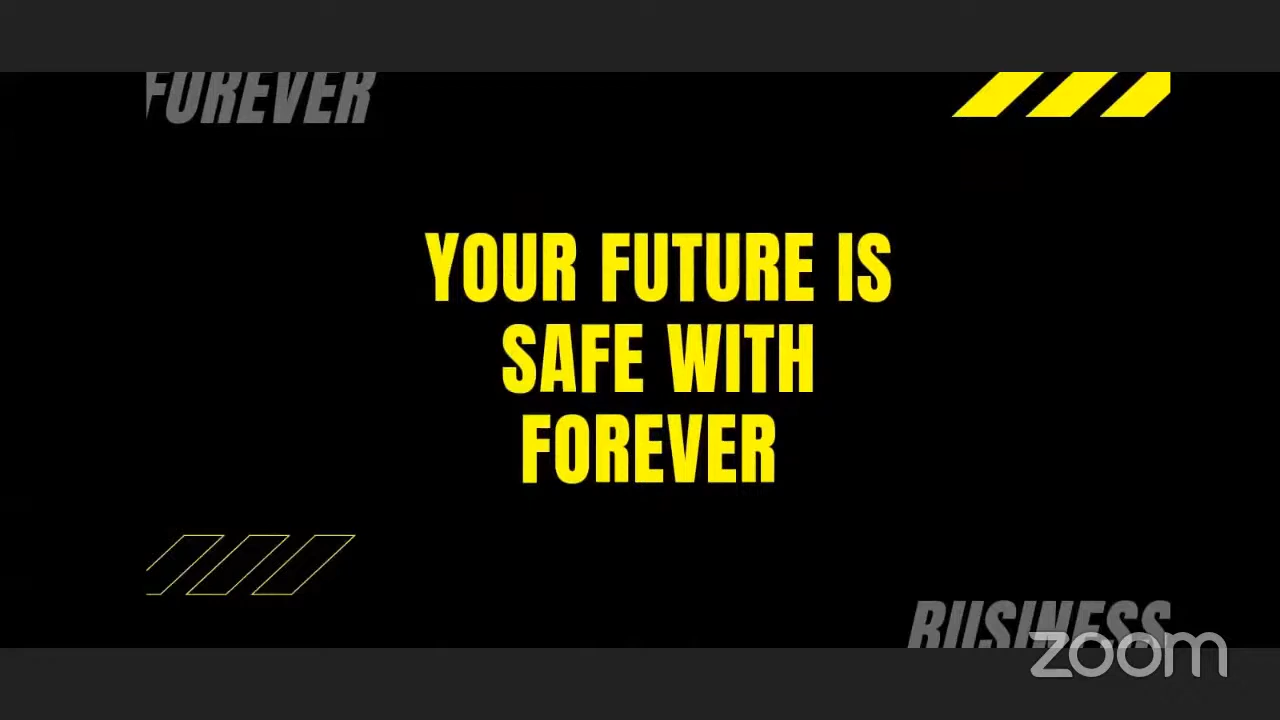 FOREVER
YOUR FUTURE IS
SAFE WITH
FOREVER
BUSINESS
zoom